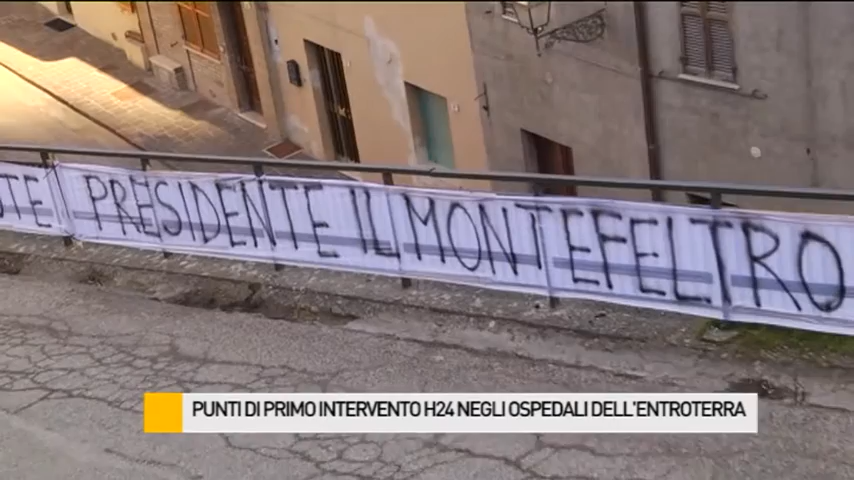 PRESIDENTE IL MONTEFELTRO
PUNTI DI PRIMO INTERVENTO H24 NEGLI OSPEDALI DELL'ENTROTERRA